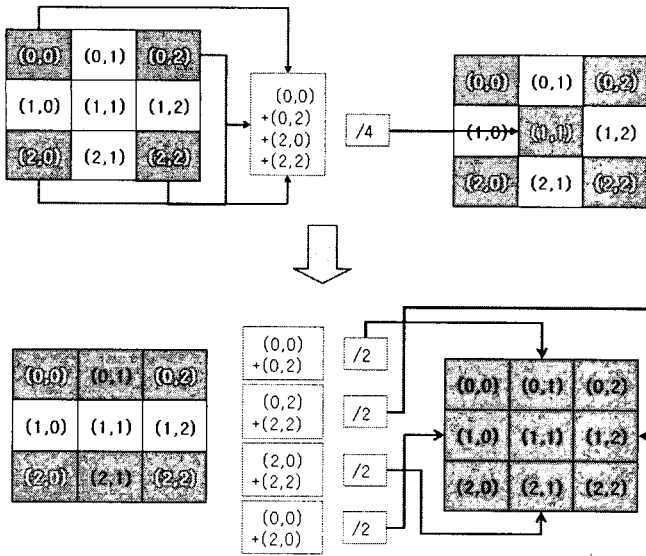 (0,0) (0,1) (0,2)
(1,0) (1,1) (1,2)
(2,0) (2,1) (2,2)
(0,0)
+(0,2)
+(2,0)
+(2,2)
/4
(0,0) (0,1) (0,2)
(1,0) (1,1) (1,2)
(2,0) (2,1) (2,2)
(0,0) (0,1) (0,2)
(1,0) (1,1) (1,2)
(2,0) (2,1) (2,2)
(0,0)
+(0,2)
/2
(0,2)
+(2,2)
/2
(2,0)
+(2,2)
/2
(0,0)
+(2,0)
/2
(0,0) (0,1) (0,2)
(1,0) (1,1) (1,2)
(2,0) (2,1) (2,2)